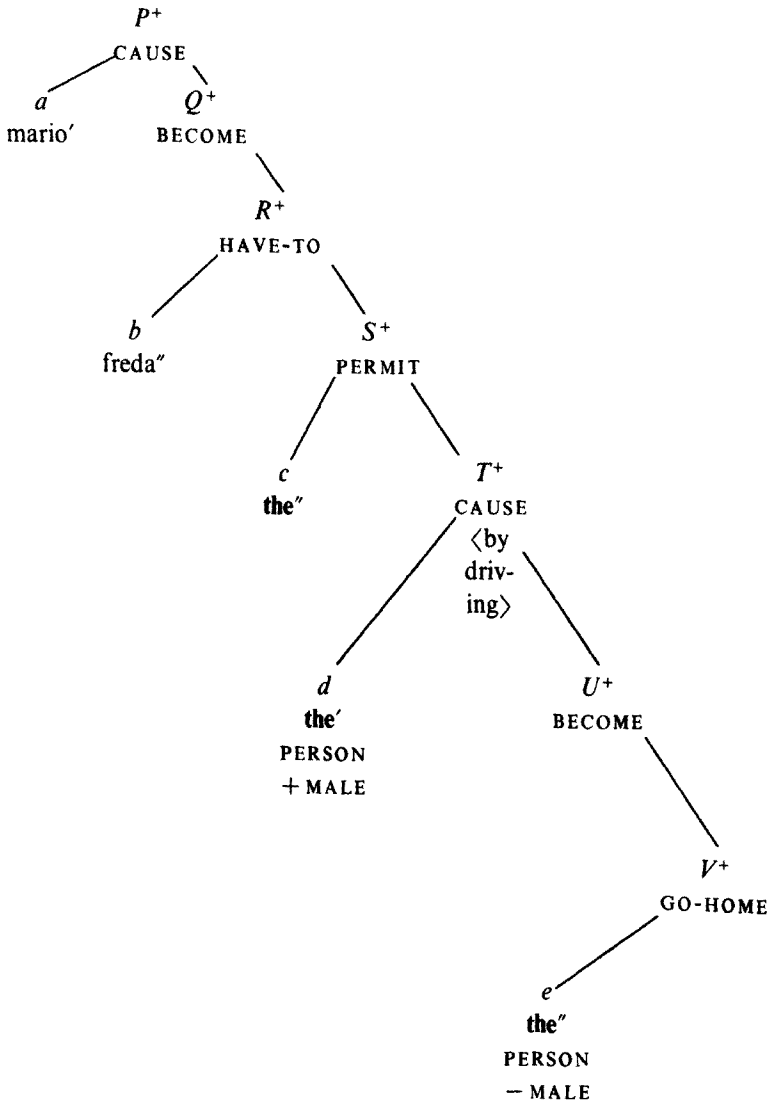 P+
CAUSE
a
mario′
Q+
BECOME
R+
HAVE-TO
b
freda″
S+
PERMIT
c
the″
T+
CAUSE
⟨by
driv-
ing⟩
d
the′
PERSON
+ MALE
U+
BECOME
V+
GO-HOME
e
the″
PERSON
− MALE